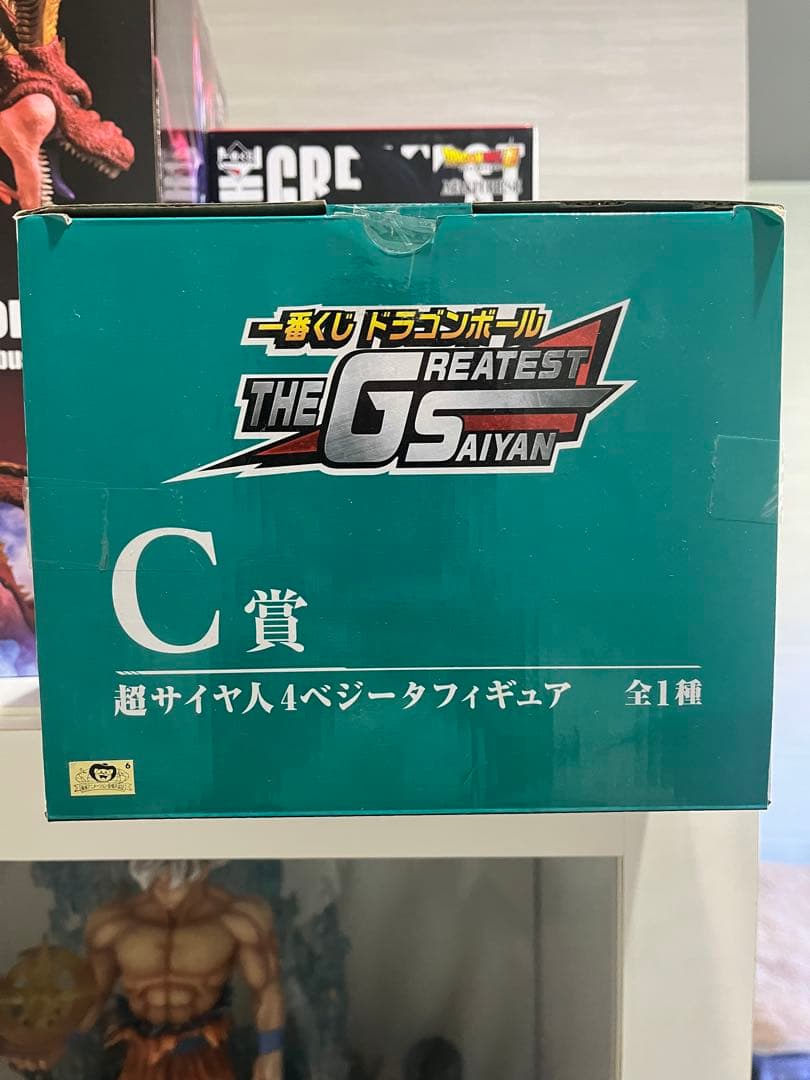 一番くじ ドラゴンボール
THE GREATEST
SAIYAN
C賞
超サイヤ人4ベジータフィギュア 全1種
6